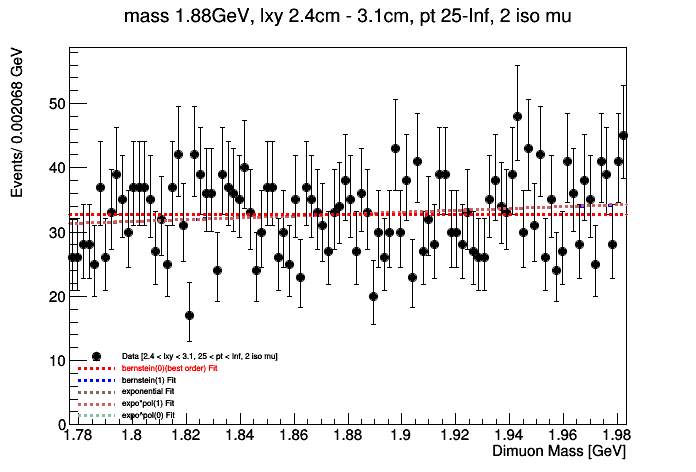 mass 1.88GeV, lxy 2.4cm - 3.1cm, pt 25-Inf, 2 iso mu
Events/ 0.002068 GeV
50
40
30
20
10
0
Data [2.4 < lxy < 3.1, 25 < pt < Inf, 2 iso mu]
bernstein(0)(best order) Fit
bernstein(1) Fit
exponential Fit
expo*pol(1) Fit
expo*pol(0) Fit
1.78 1.8 1.82 1.84 1.86 1.88 1.9 1.92 1.94 1.96 1.98
Dimuon Mass [GeV]